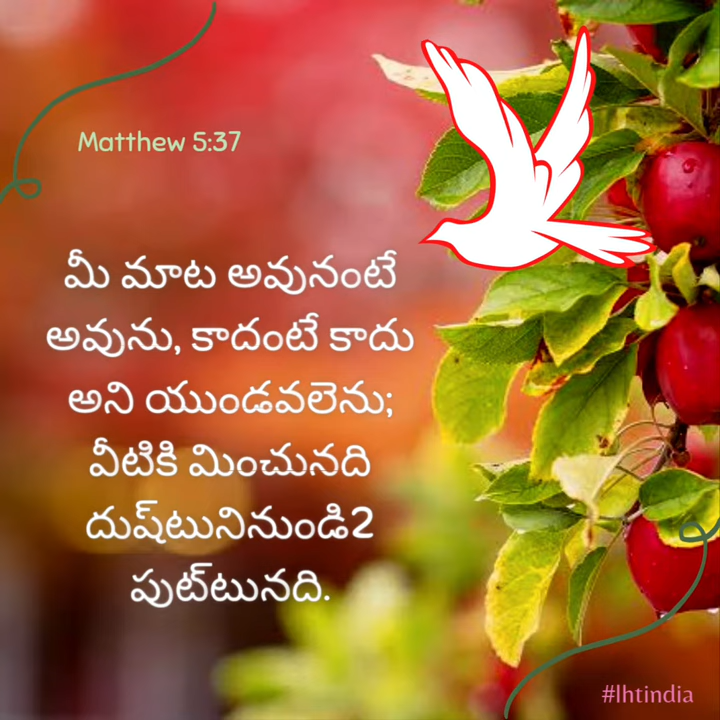 Matthew 5:37
మీ మాట అవునంటే
అవును, కాదంటే కాదు
అని యుండవలెను;
వీటికి మించునది
దుష్‌టునినుండి2
పుట్‌టునది.
#lhtindia